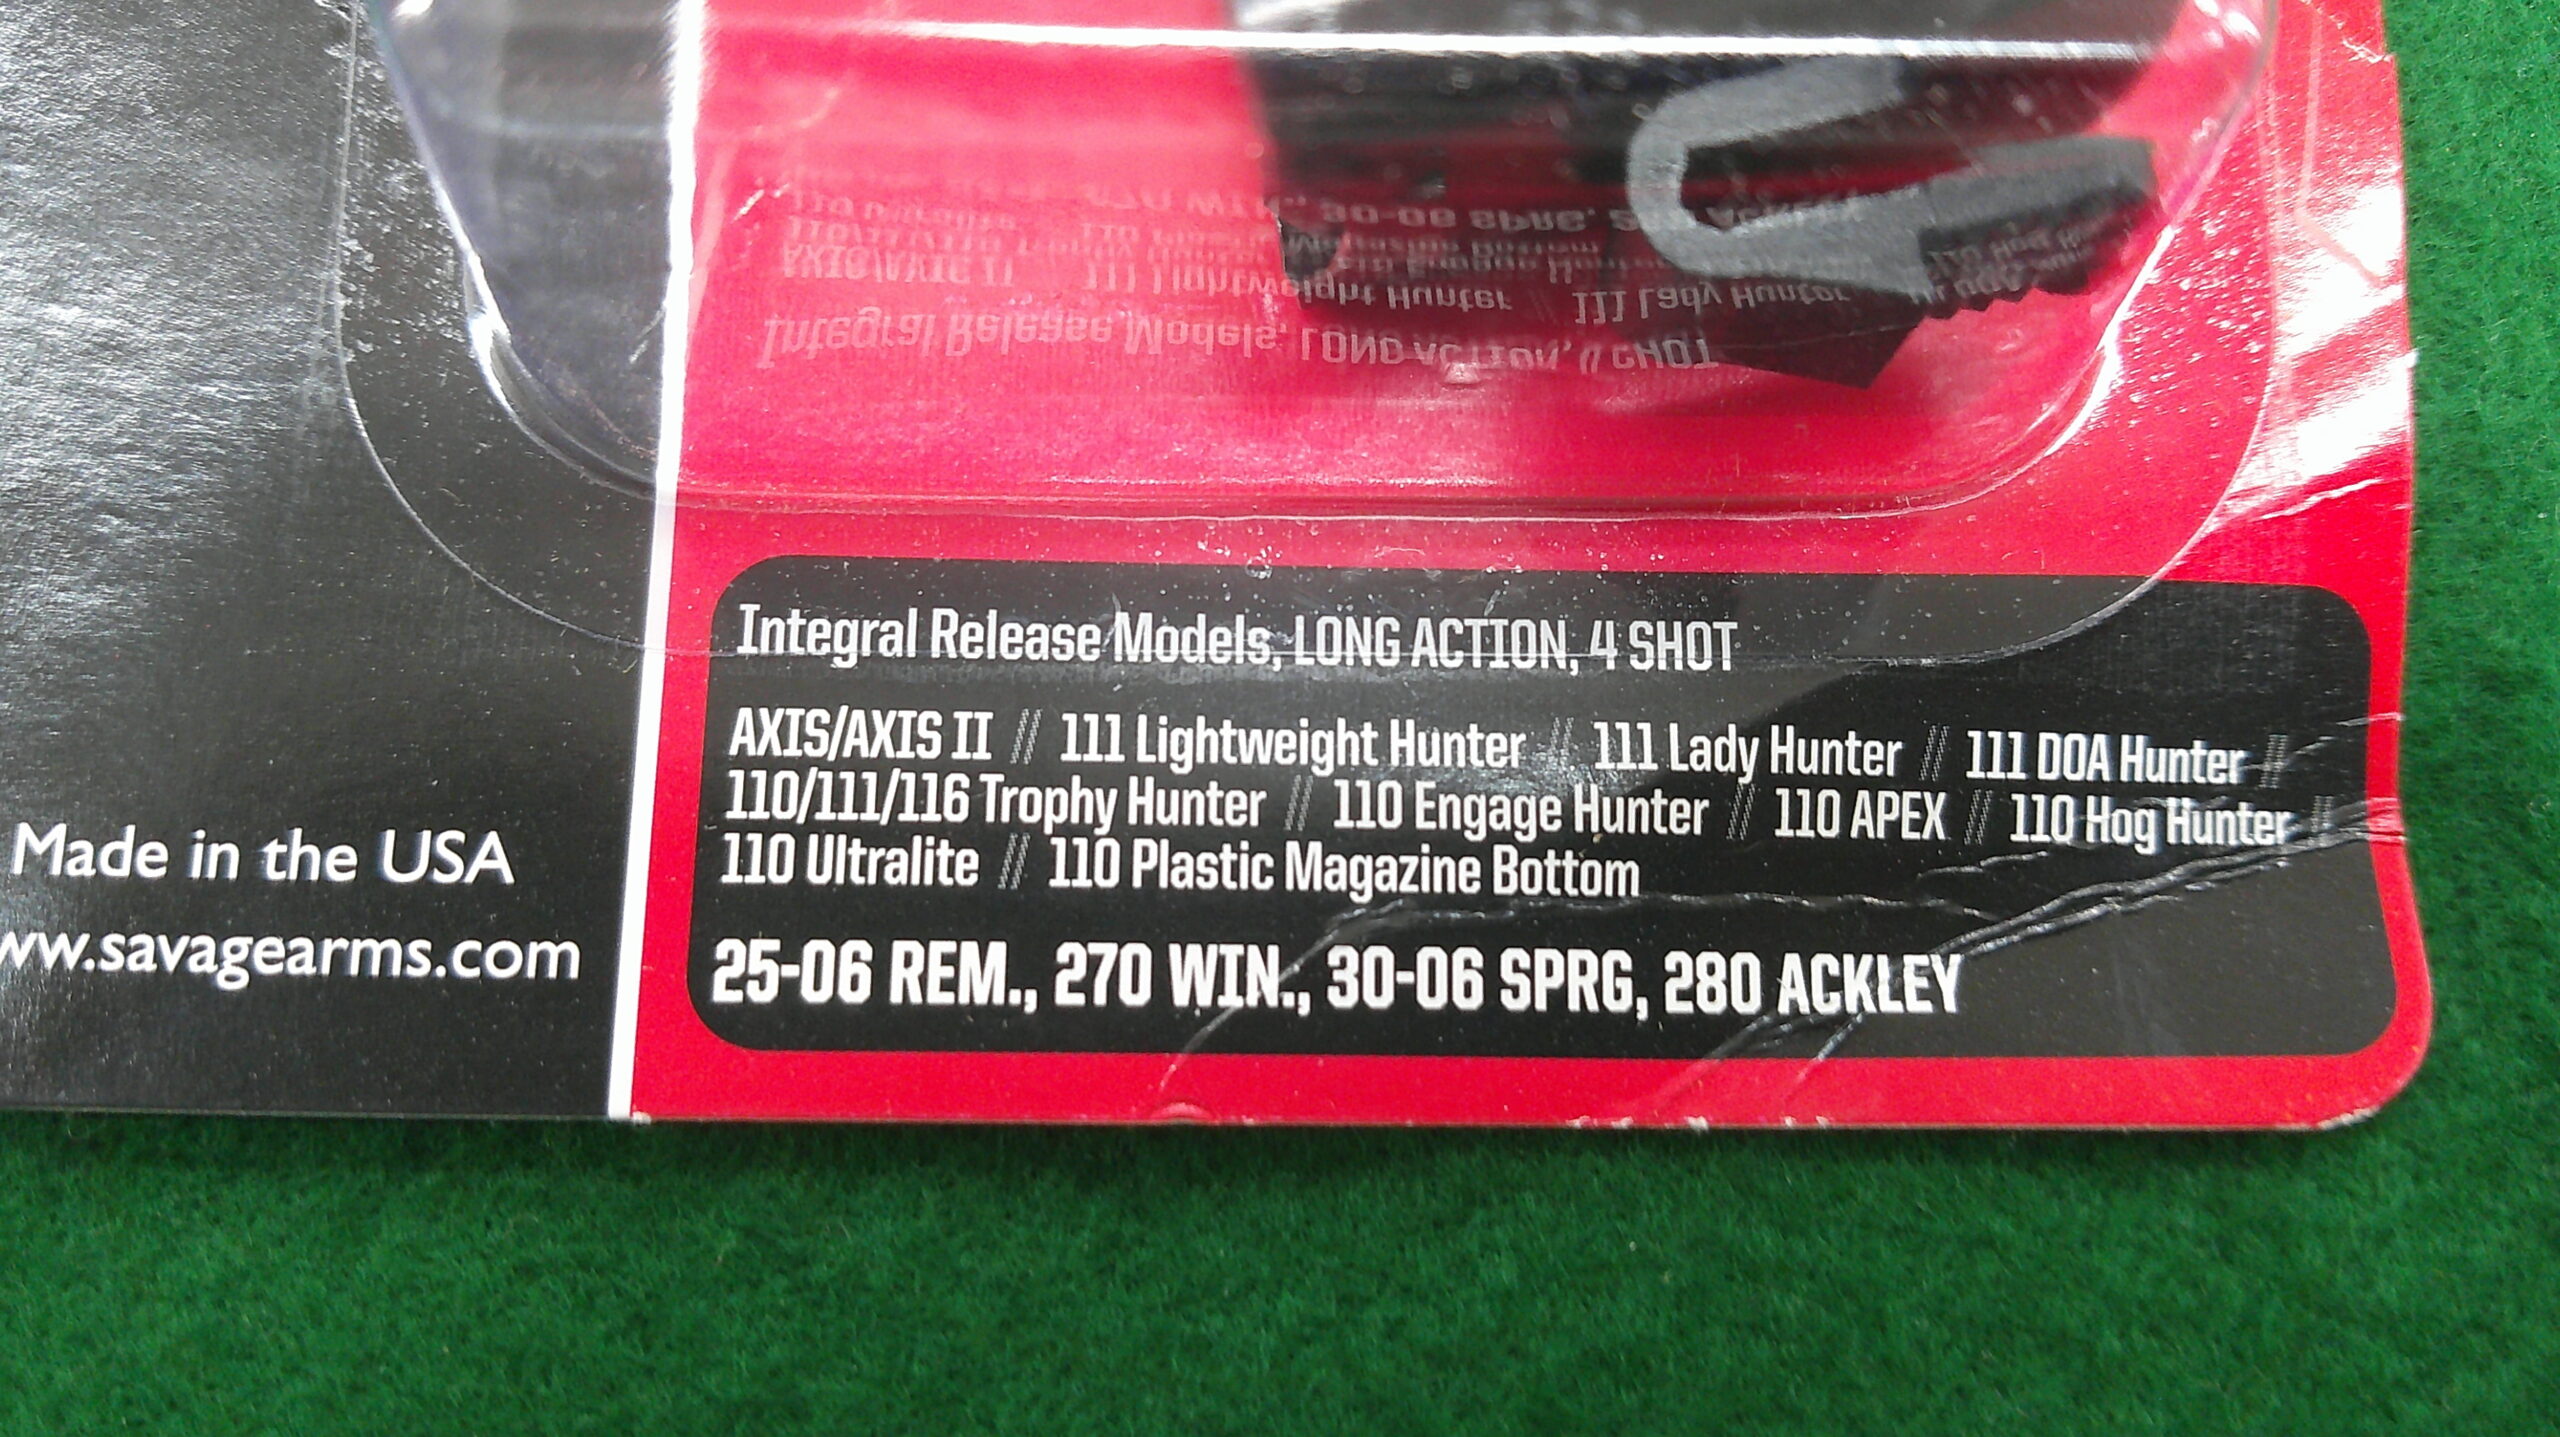 Integral Release Models, LONG ACTION, 4 SHOT
AXIS/AXIS II // 111 Lightweight Hunter // 111 Lady Hunter // 111 DOA Hunter //
110/111/116 Trophy Hunter // 110 Engage Hunter // 110 APEX // 110 Hog Hunter //
110 Ultralite // 110 Plastic Magazine Bottom
25-06 REM., 270 WIN., 30-06 SPRG, 280 ACKLEY
Made in the USA
ww.savagearms.com